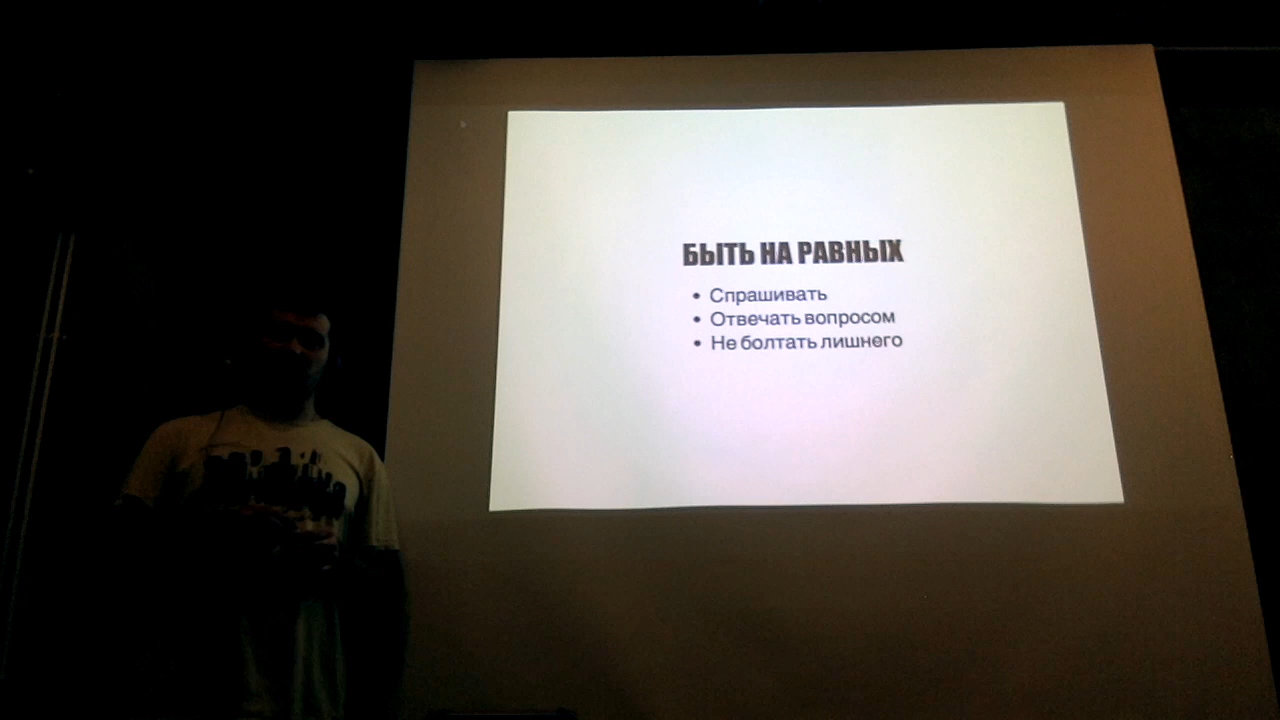 БЫТЬ НА РАВНЫХ
• Спрашивать
• Отвечать вопросом
• Не болтать лишнего